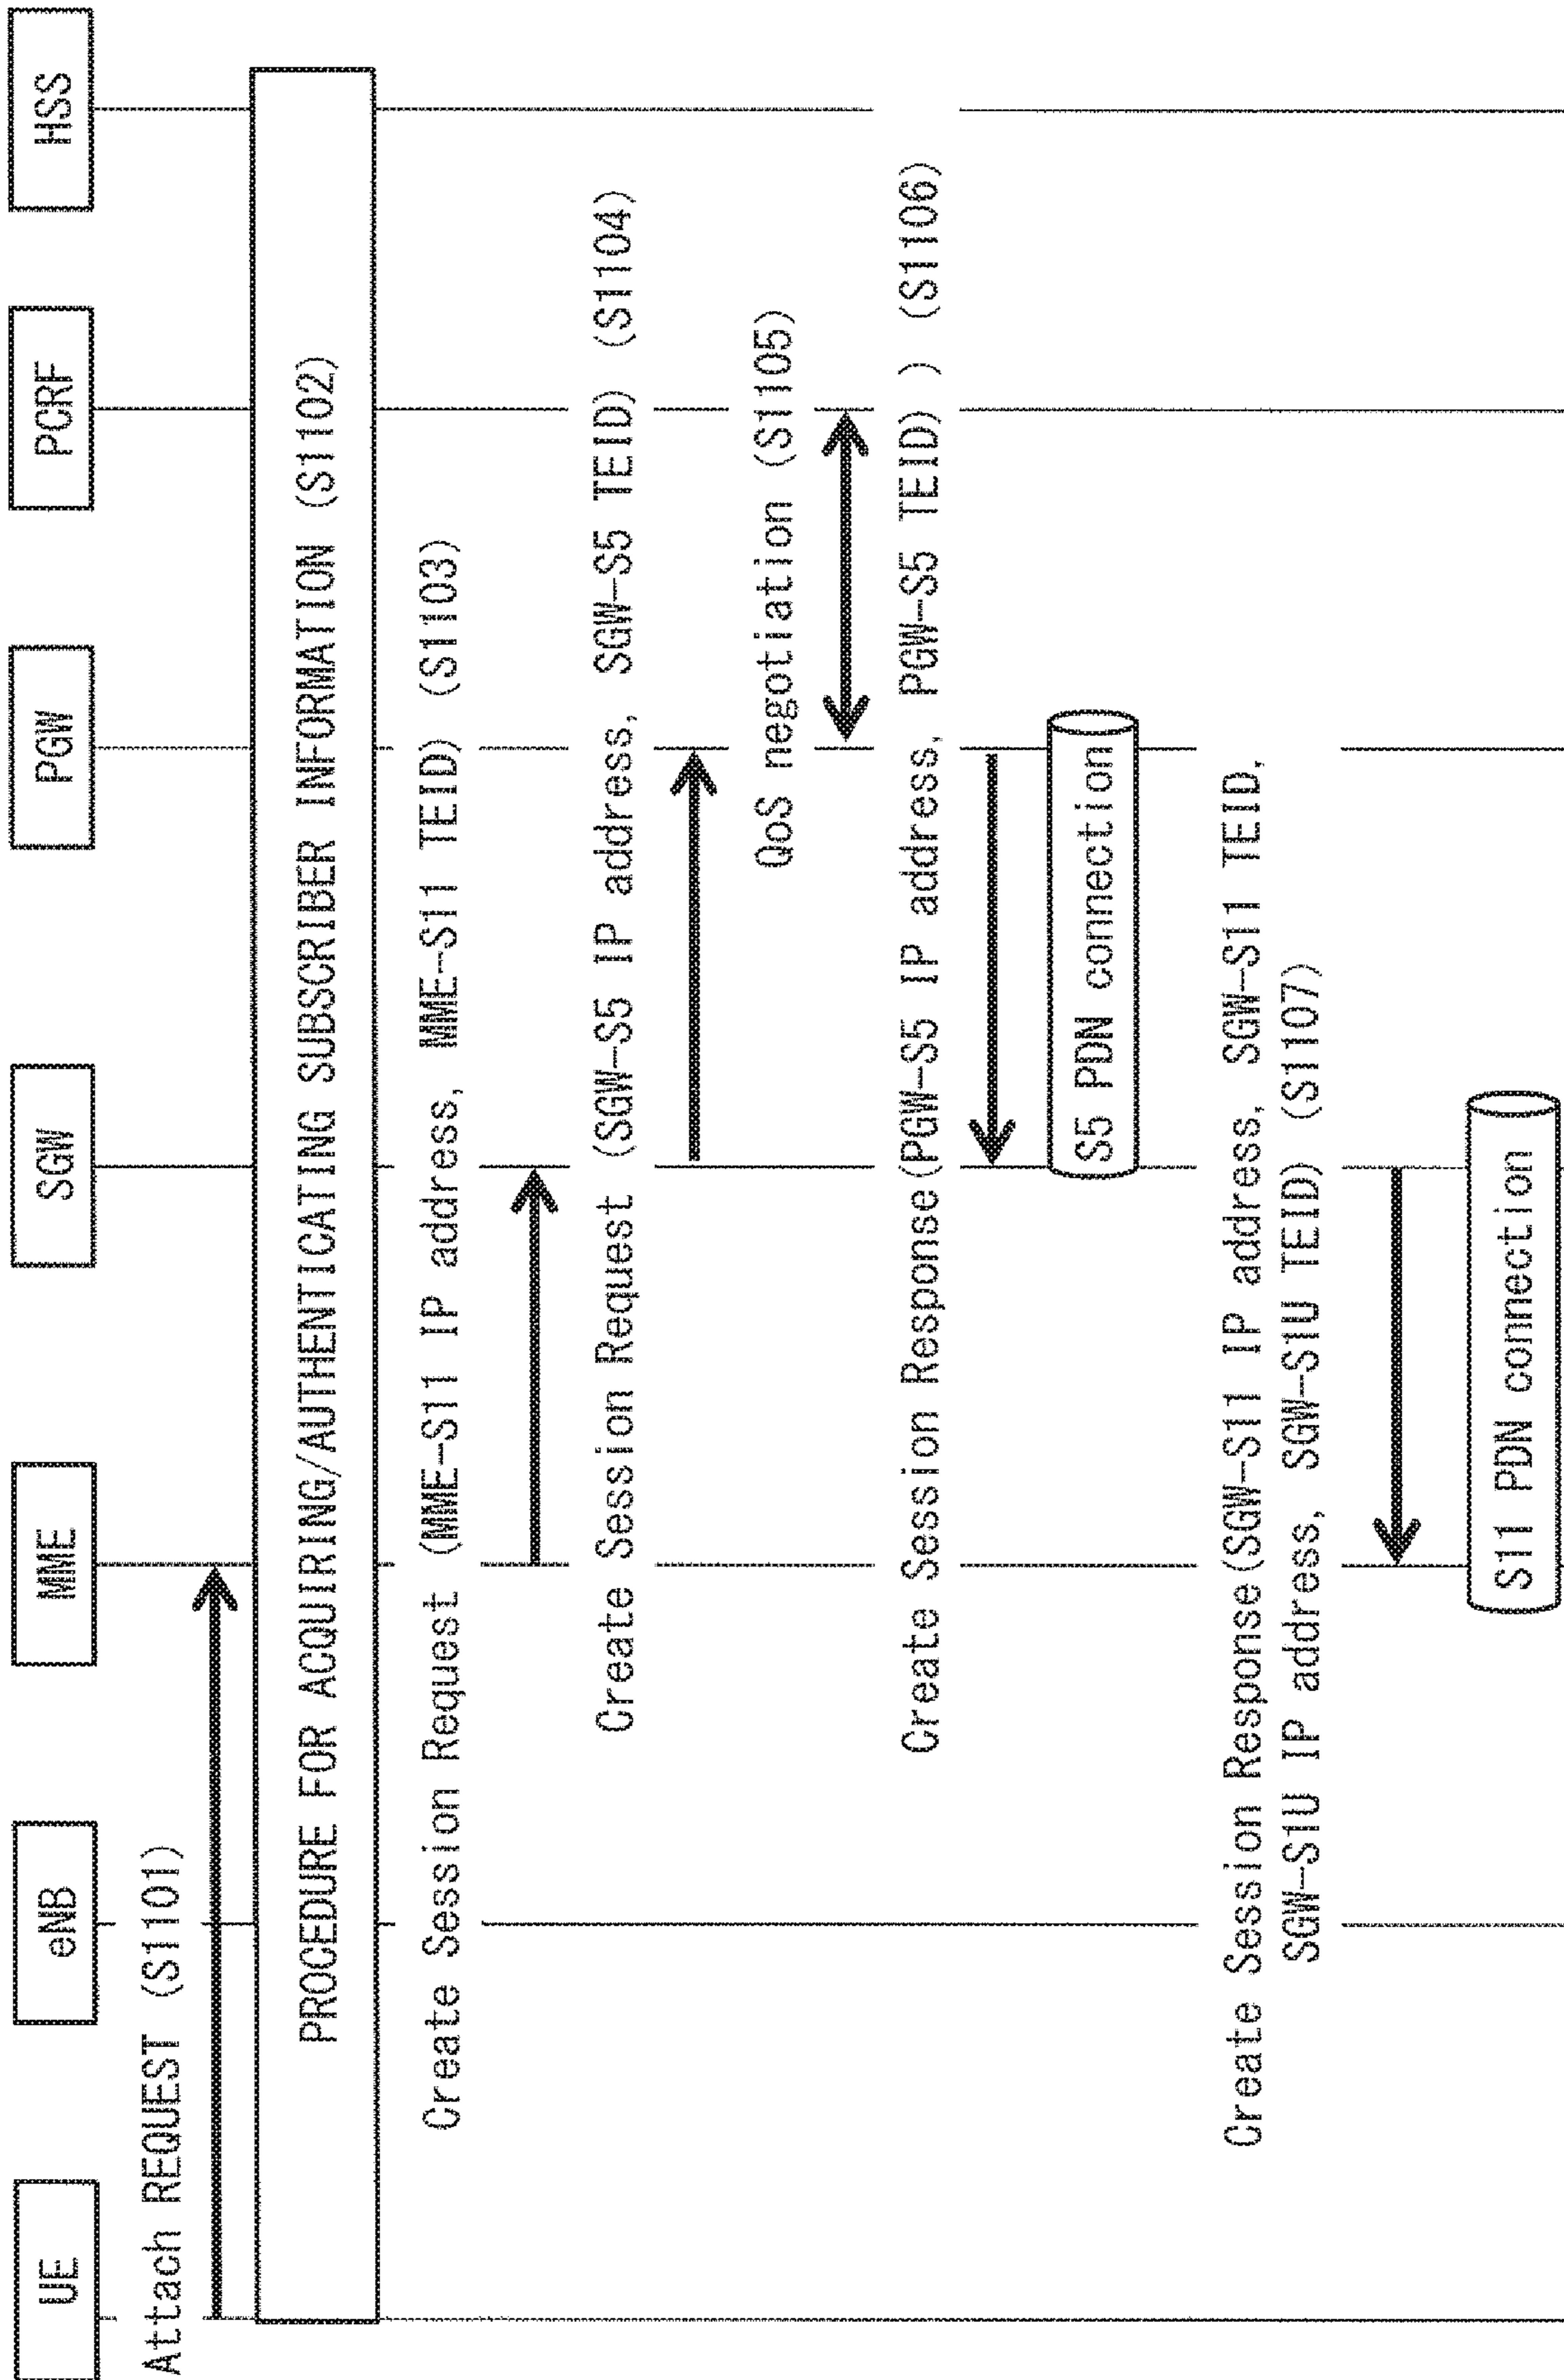 UE
eNB
MME
SGW
PGW
PCRF
HSS
Attach REQUEST (S1101)
PROCEDURE FOR ACQUIRING/AUTHENTICATING SUBSCRIBER INFORMATION (S1102)
Create Session Request (MME-S11 IP address, MME-S11 TEID) (S1103)
Create Session Request (SGW-S5 IP address, SGW-S5 TEID) (S1104)
QoS negotiation (S1105)
Create Session Response(PGW-S5 IP address, PGW-S5 TEID) ) (S1106)
S5 PDN connection
Create Session Response(SGW-S11 IP address, SGW-S11 TEID,
SGW-S1U IP address, SGW-S1U TEID) (S1107)
S11 PDN connection